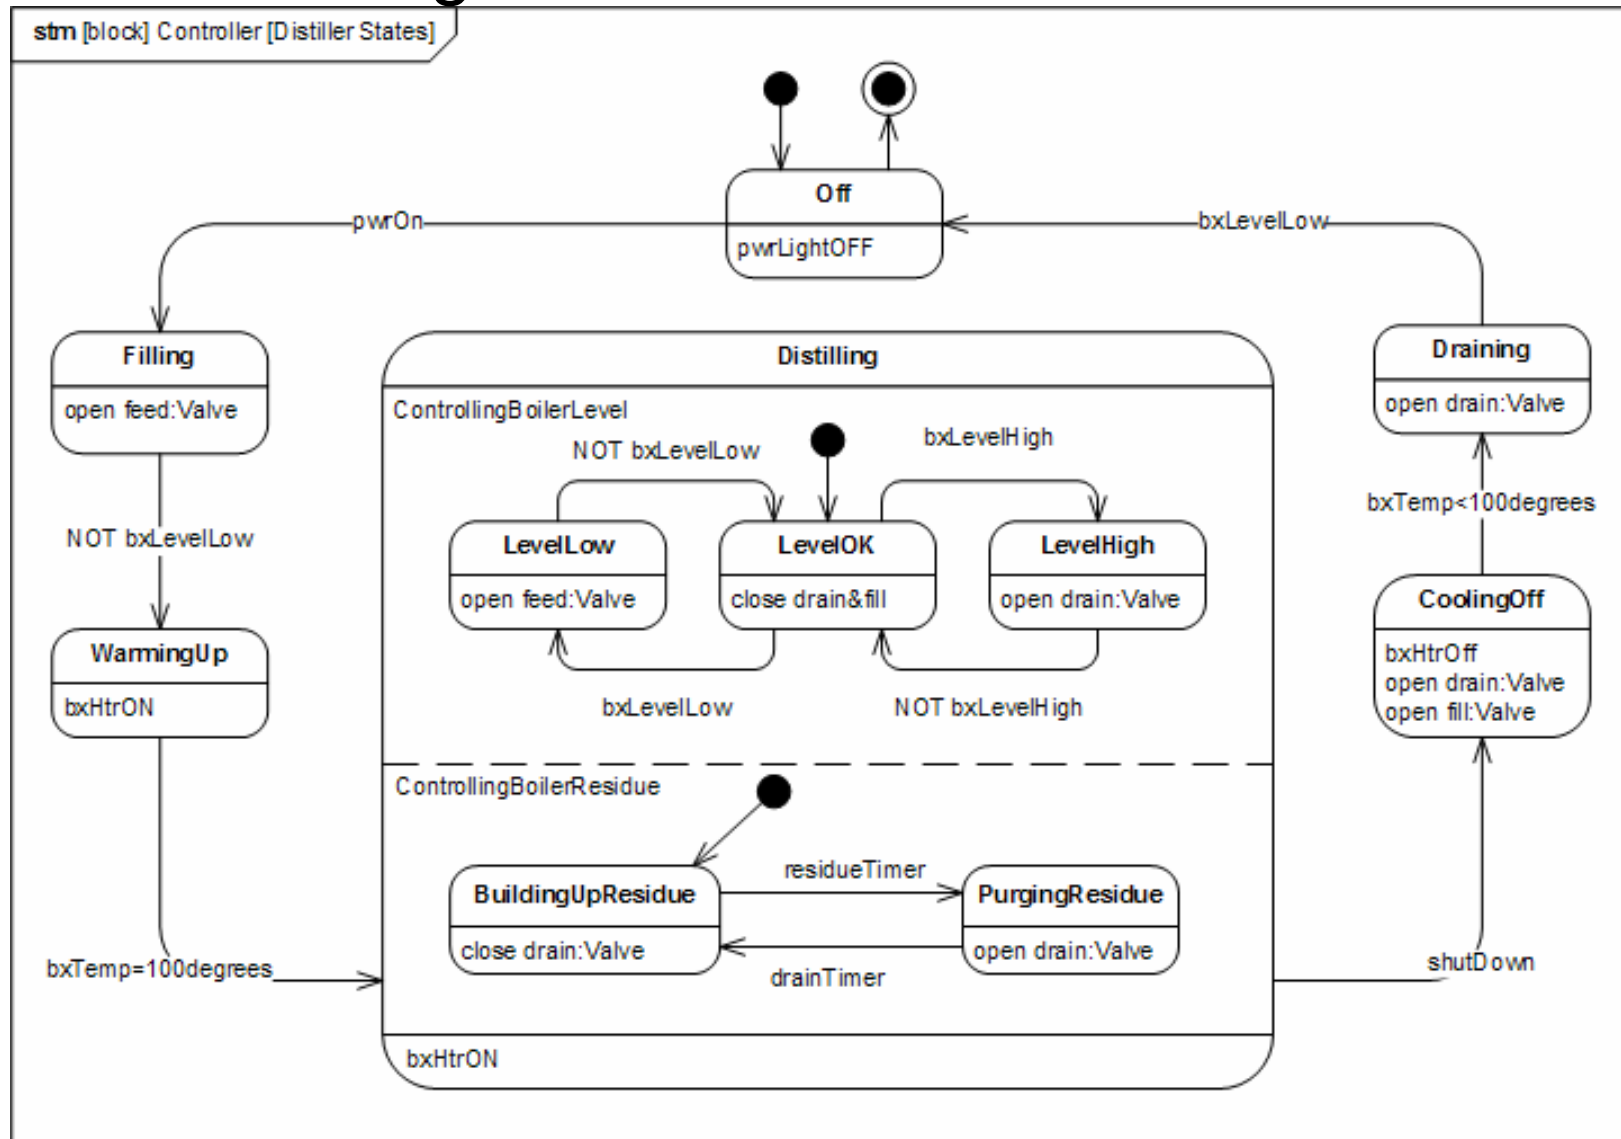 stm [block] Controller [Distiller States]
Off
pwrLightOFF
pwrOn
bxLevelLow
Filling
open feed:Valve
NOT bxLevelLow
WarmingUp
bxHtrON
bxTemp=100degrees
Distilling
ControllingBoilerLevel
NOT bxLevelLow
bxLevelHigh
LevelLow
open feed:Valve
LevelOK
close drain&fill
LevelHigh
open drain:Valve
bxLevelLow
NOT bxLevelHigh
ControllingBoilerResidue
BuildingUpResidue
close drain:Valve
residueTimer
drainTimer
PurgingResidue
open drain:Valve
bxHtrON
shutDown
CoolingOff
bxHtrOff
open drain:Valve
open fill:Valve
bxTemp<100degrees
Draining
open drain:Valve